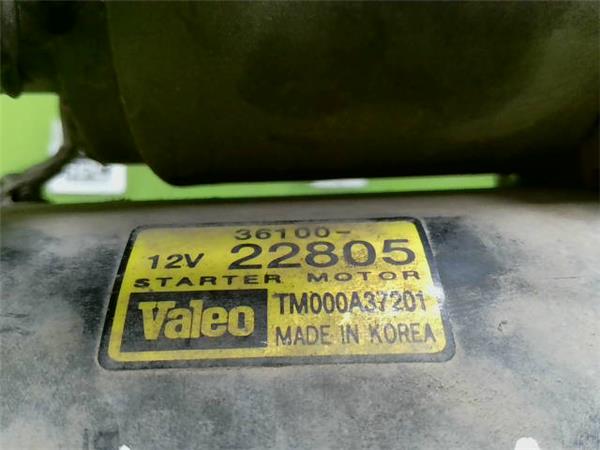 36100-
12V 22805
STARTER MOTOR
Valeo TM000A37201
MADE IN KOREA